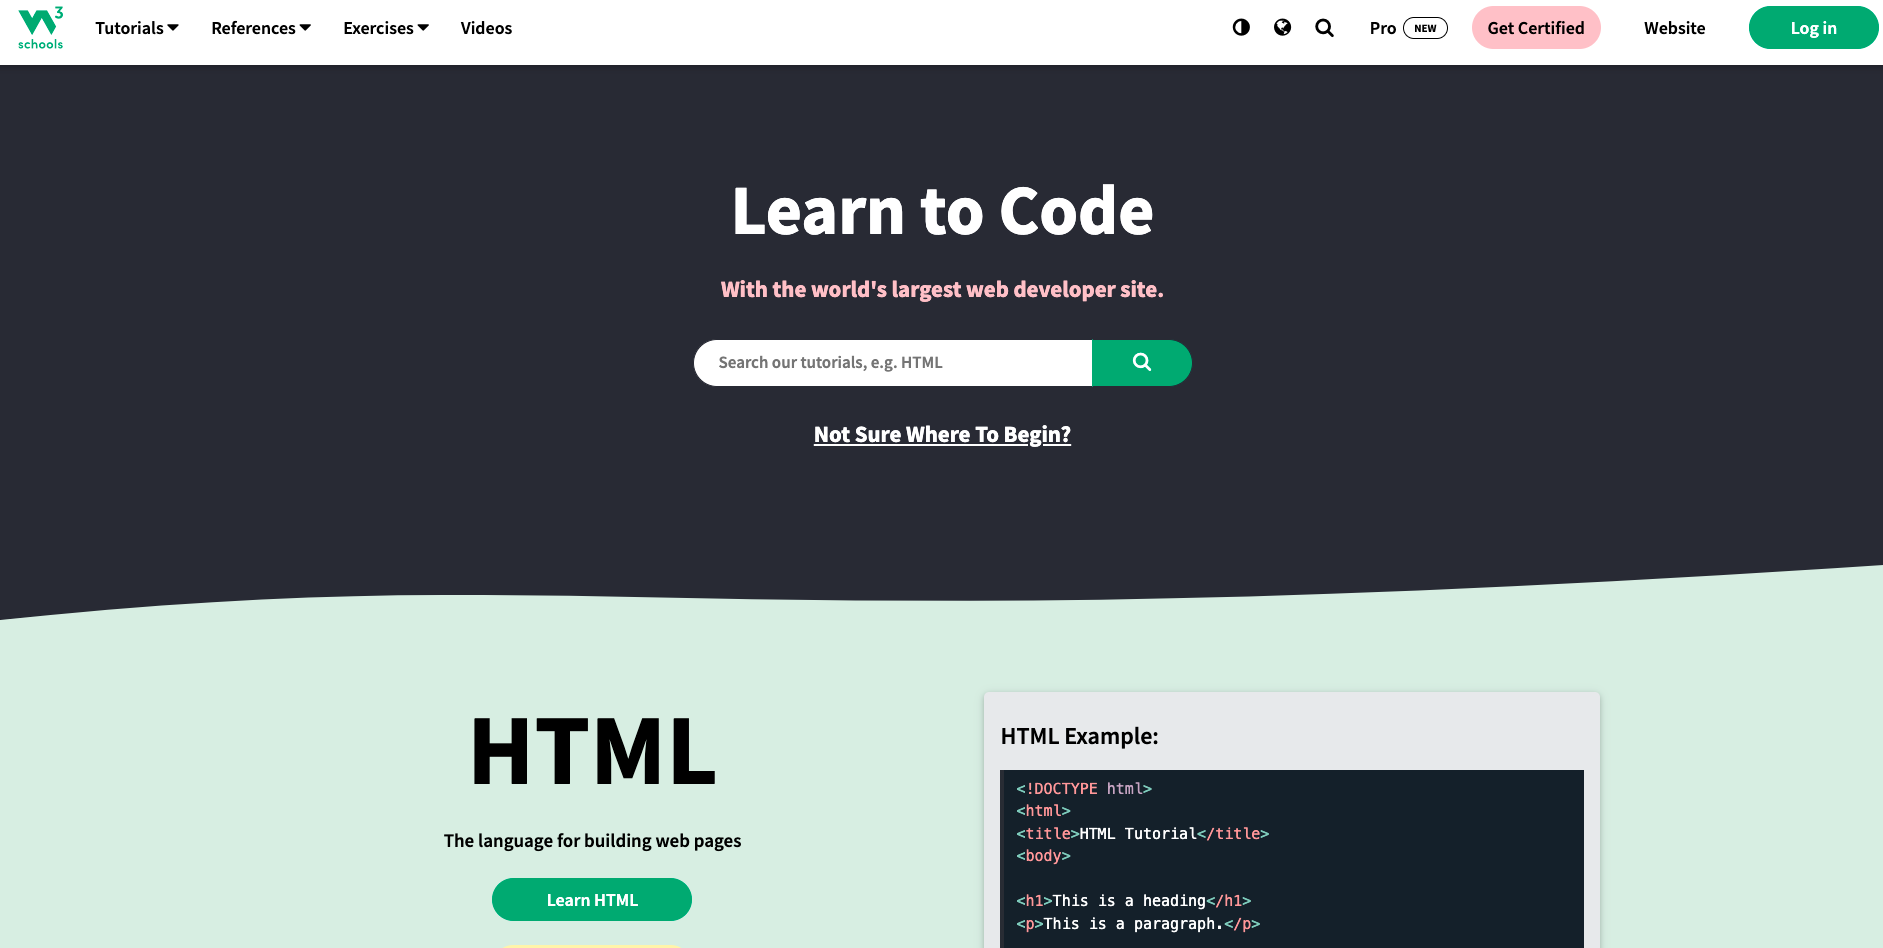 W3 schools
Tutorials References Exercises Videos Pro NEW Get Certified Website Log in
Learn to Code
With the world's largest web developer site.
Search our tutorials, e.g. HTML
Not Sure Where To Begin?
HTML
The language for building web pages
Learn HTML
HTML Example:
<!DOCTYPE html>
<html>
<title>HTML Tutorial</title>
<body>
<h1>This is a heading</h1>
<p>This is a paragraph.</p>